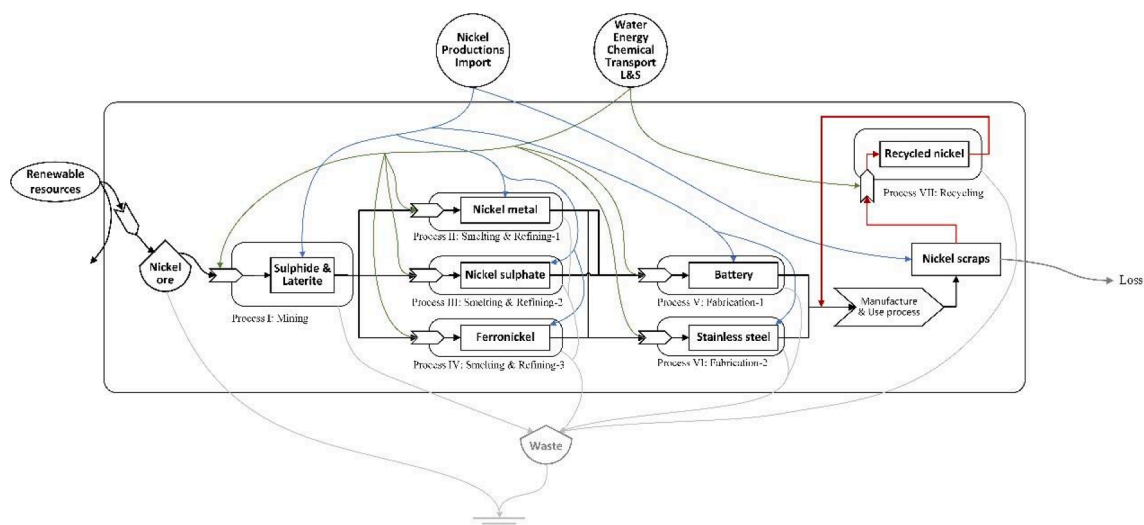 Nickel
Productions
Import
Water
Energy
Chemical
Transport
L&S
Renewable
resources
Nickel
ore
Sulphide &
Laterite
Process I: Mining
Nickel metal
Process II: Smelting & Refining-1
Nickel sulphate
Process III: Smelting & Refining-2
Ferronickel
Process IV: Smelting & Refining-3
Battery
Process V: Fabrication-1
Stainless steel
Process VI: Fabrication-2
Recycled nickel
Process VII: Recycling
Manufacture
& Use process
Nickel scraps
Loss
Waste